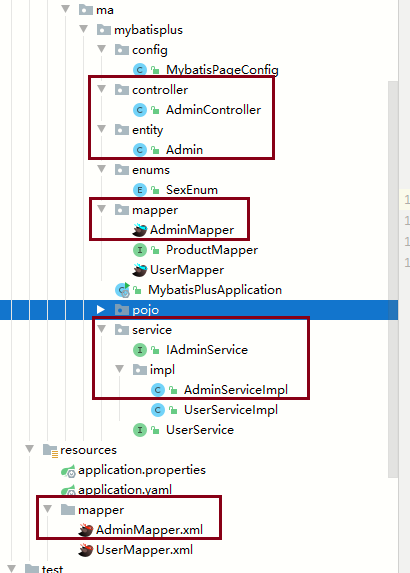 ma
mybatisplus
config
MybatisPageConfig
controller
AdminController
entity
Admin
enums
SexEnum
mapper
AdminMapper
ProductMapper
UserMapper
MybatisPlusApplication
pojo
service
IAdminService
impl
AdminServiceImpl
UserServiceImpl
UserService
resources
application.properties
application.yaml
mapper
AdminMapper.xml
UserMapper.xml
test